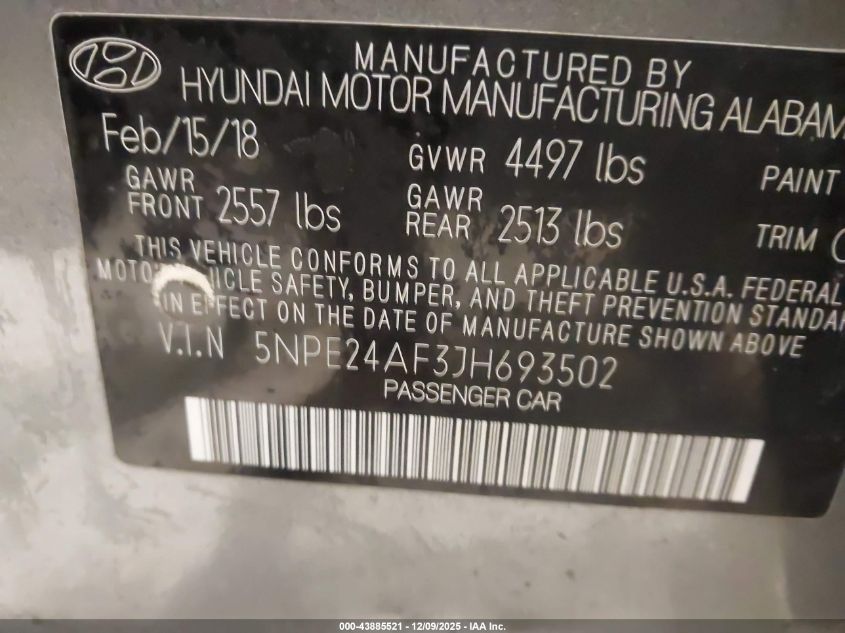 MANUFACTURED BY
HYUNDAI MOTOR MANUFACTURING ALABAM
Feb/15/18 GVWR 4497 lbs PAINT
GAWR FRONT 2557 lbs GAWR REAR 2513 lbs TRIM
THIS VEHICLE CONFORMS TO ALL APPLICABLE U.S.A. FEDERAL
MOTO ICLE SAFETY, BUMPER, AND THEFT PREVENTION STANDA
IN EFFECT ON THE DATE OF MANUFACTURE SHOWN ABOVE
V.I.N 5NPE24AF3JH693502
PASSENGER CAR
000-43885521 - 12/09/2025 - IAA Inc.